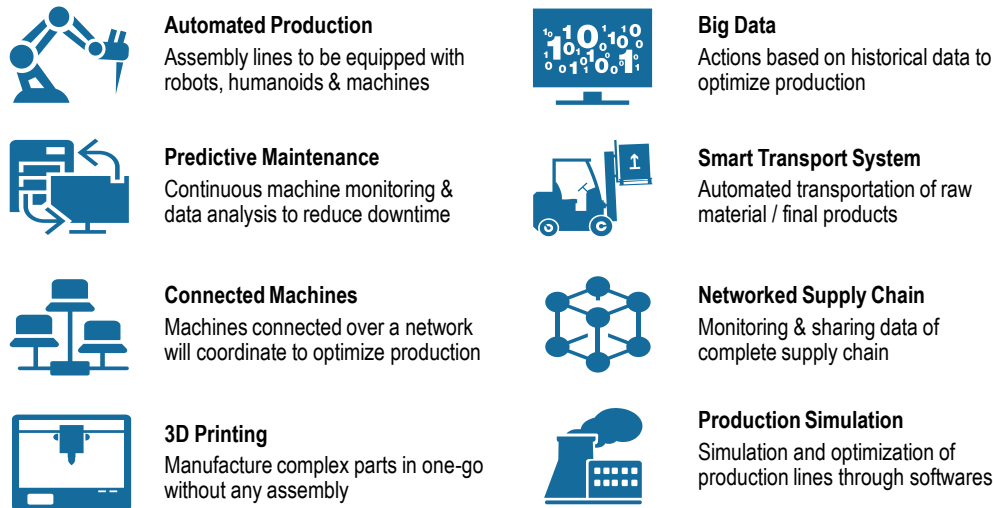 Automated Production
Assembly lines to be equipped with
robots, humanoids & machines
Big Data
Actions based on historical data to
optimize production
Predictive Maintenance
Continuous machine monitoring &
data analysis to reduce downtime
Smart Transport System
Automated transportation of raw
material / final products
Connected Machines
Machines connected over a network
will coordinate to optimize production
Networked Supply Chain
Monitoring & sharing data of
complete supply chain
3D Printing
Manufacture complex parts in one-go
without any assembly
Production Simulation
Simulation and optimization of
production lines through softwares